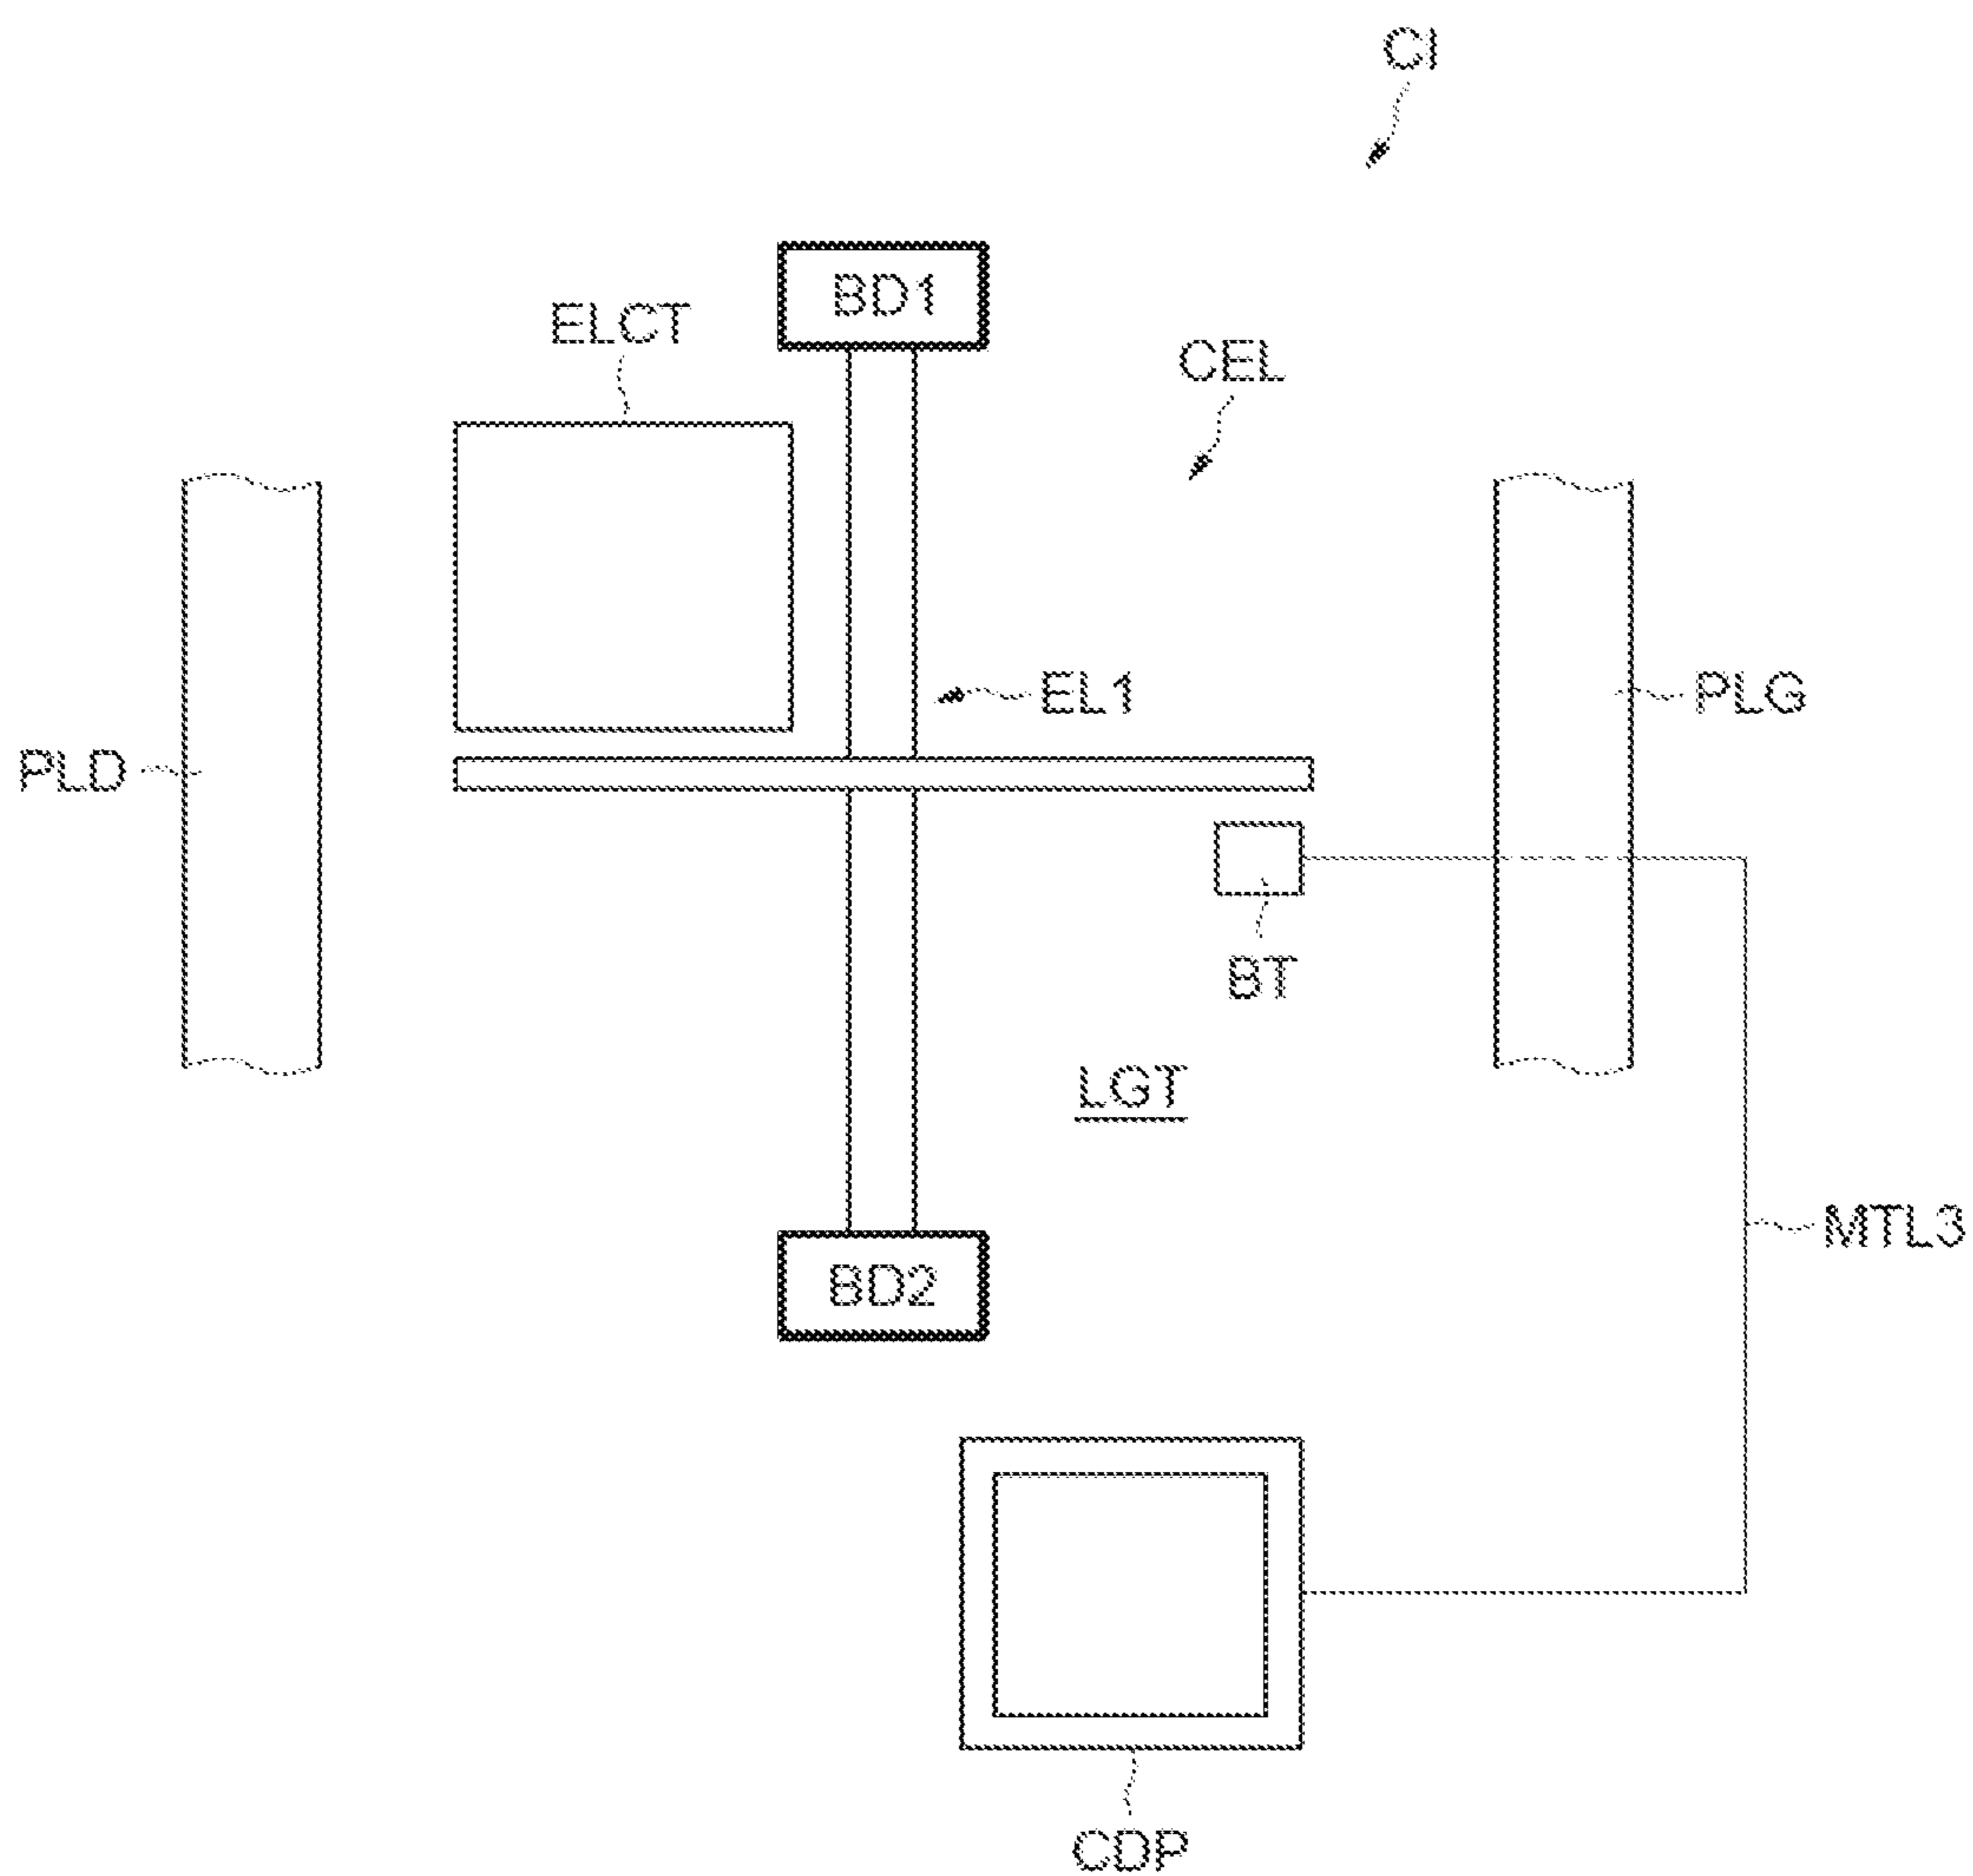 CI
BD1
ELCT
CEL
EL1
PLG
PLD
BT
LGT
MTL3
BD2
CDP